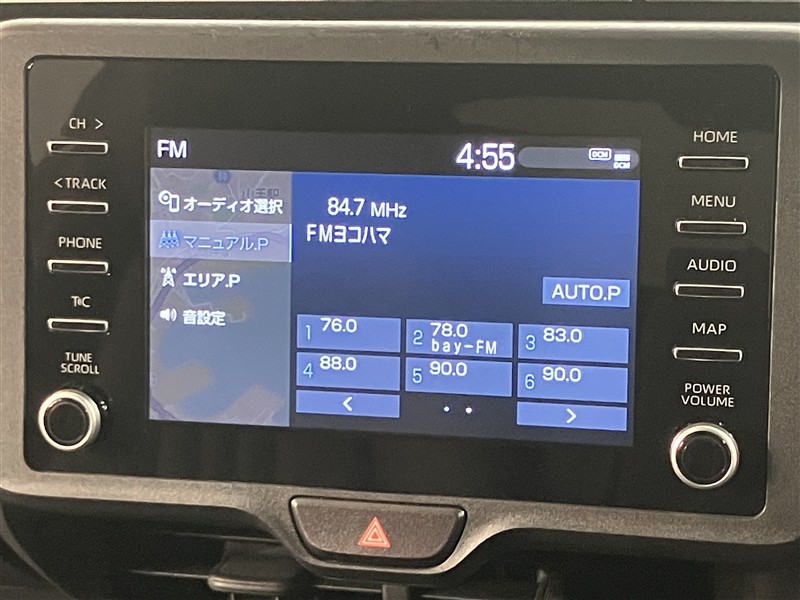 CH >
< TRACK
PHONE
T&C
TUNE
SCROLL
FM
4:55
DCM
DCM
オーディオ選択
マニュアル.P
エリア.P
音設定
84.7 MHz
FMヨコハマ
AUTO.P
1 76.0
2 78.0
bay-FM
3 83.0
4 88.0
5 90.0
6 90.0
<
>
HOME
MENU
AUDIO
MAP
POWER
VOLUME